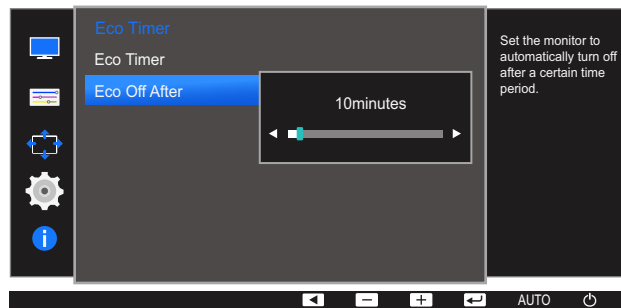 Eco Timer
Eco Timer
Eco Off After
10minutes
Set the monitor to
automatically turn off
after a certain time
period.
AUTO